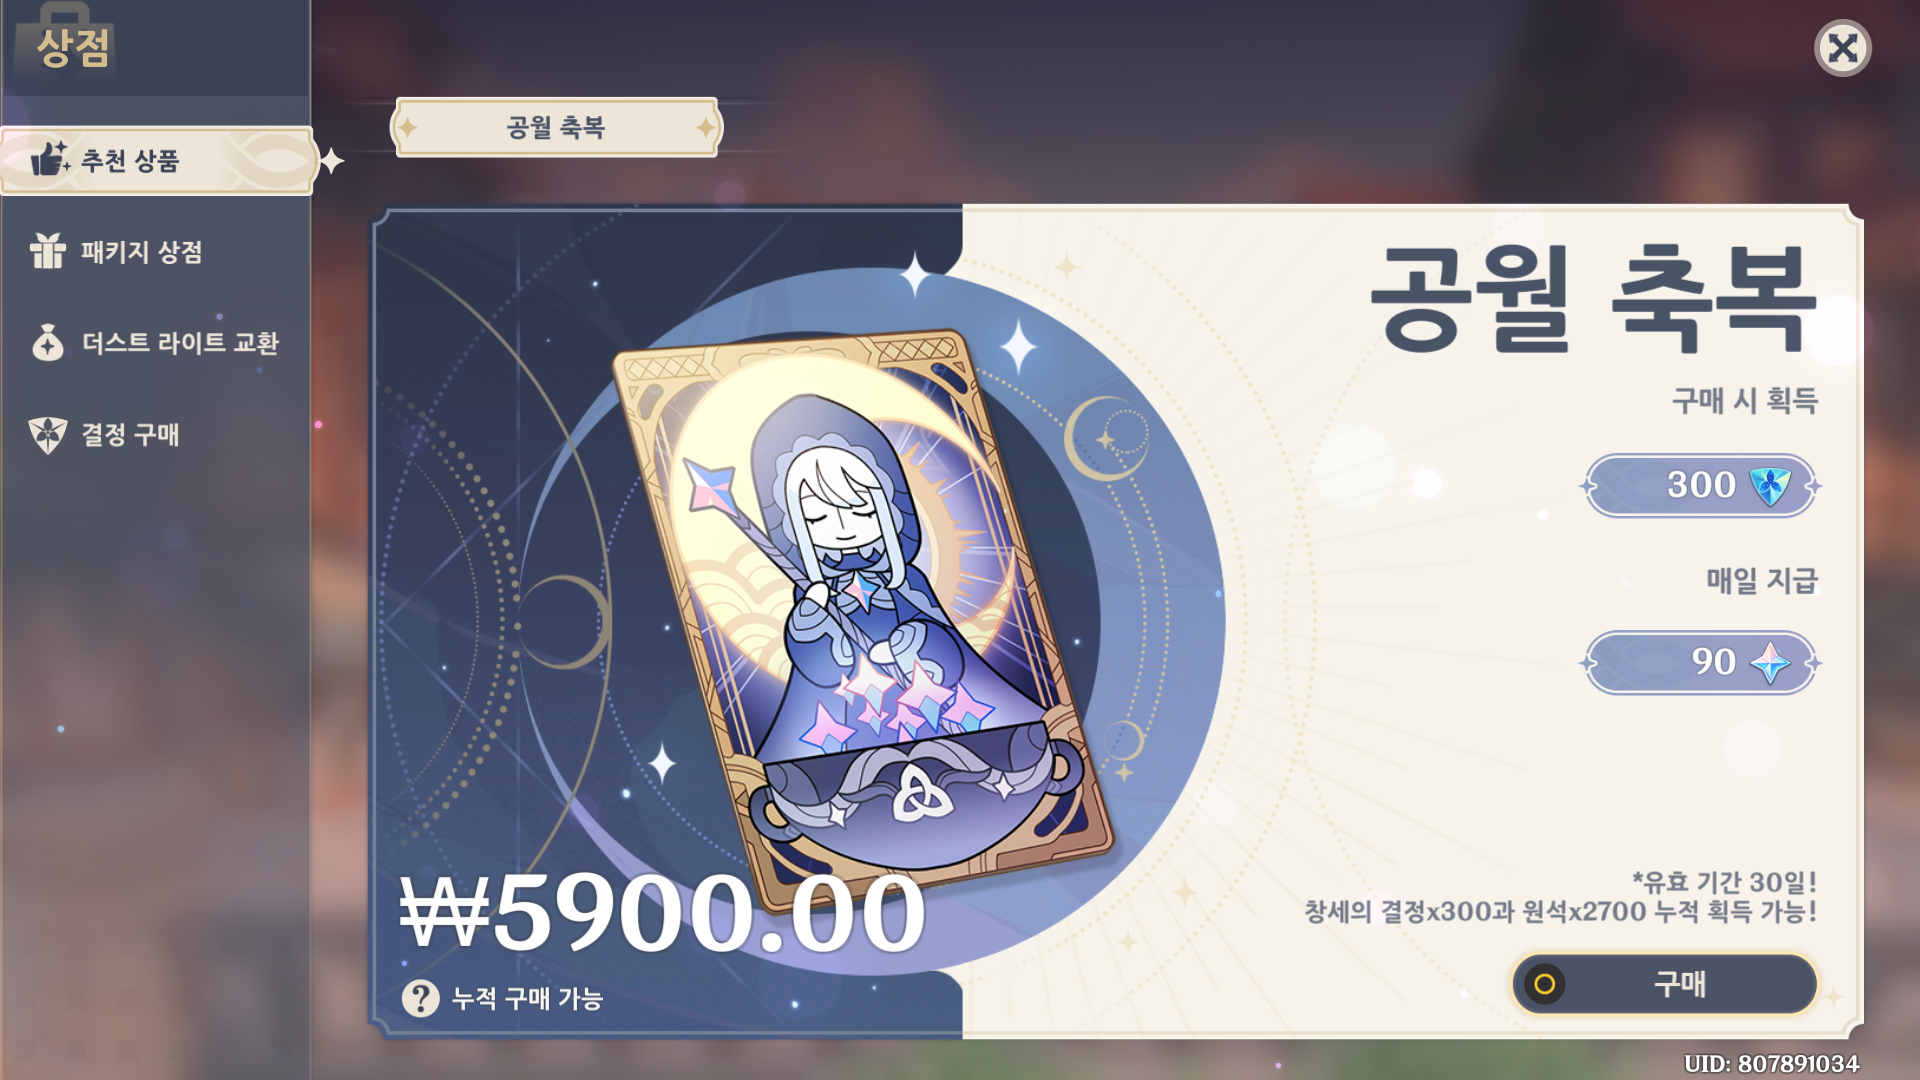 상점
추천 상품
패키지 상점
더스트 라이트 교환
결정 구매
공월 축복
공월 축복
구매 시 획득
300
매일 지급
90
*유효 기간 30일!
창세의 결정x300과 원석x2700 누적 획득 가능!
₩5900.00
? 누적 구매 가능
구매
UID: 807891034